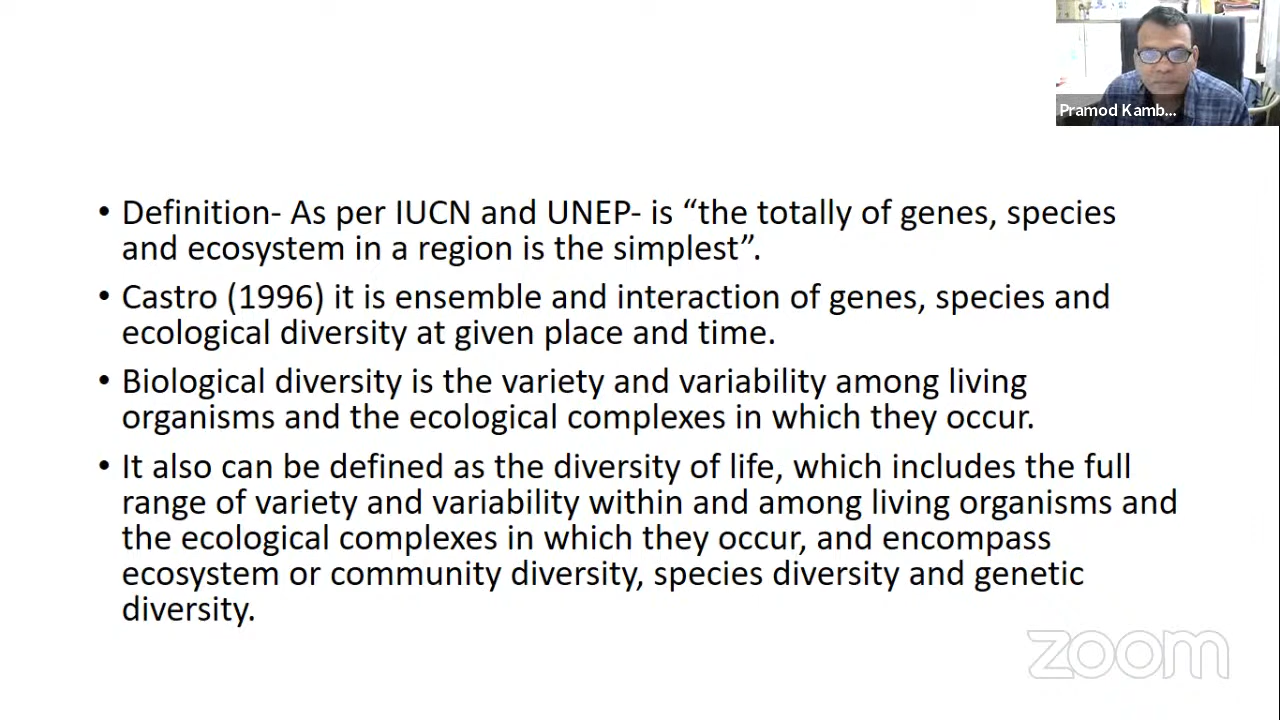 Pramod Kamb...
• Definition- As per IUCN and UNEP- is “the totally of genes, species
and ecosystem in a region is the simplest”.
• Castro (1996) it is ensemble and interaction of genes, species and
ecological diversity at given place and time.
• Biological diversity is the variety and variability among living
organisms and the ecological complexes in which they occur.
• It also can be defined as the diversity of life, which includes the full
range of variety and variability within and among living organisms and
the ecological complexes in which they occur, and encompass
ecosystem or community diversity, species diversity and genetic
diversity.
zoom